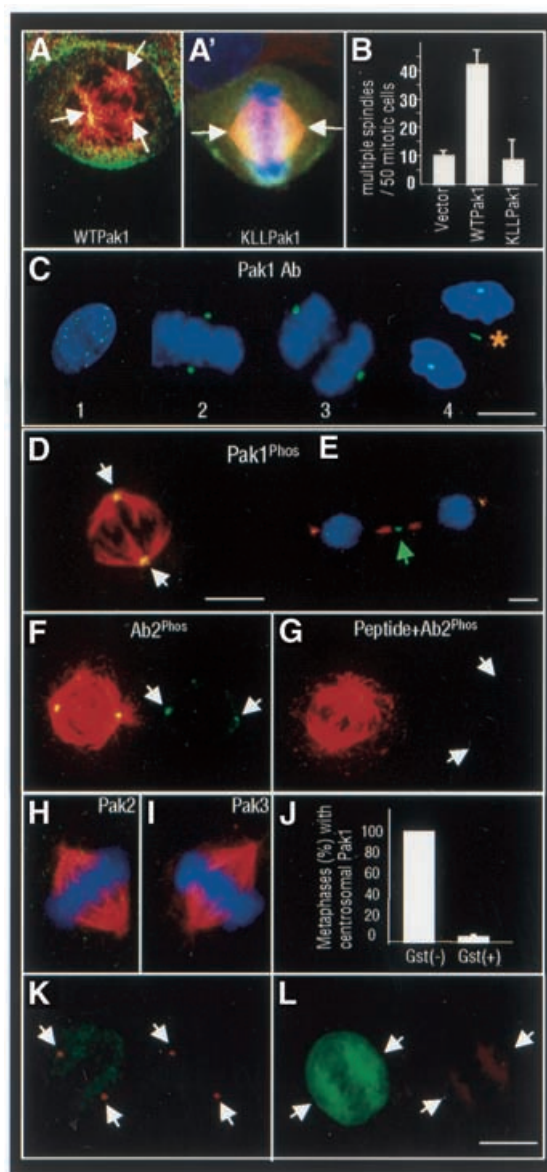 A
A'
B
WTPak1
KLLPak1
multiple spindles
/ 50 mitotic cells
40
30
20
10
0
Vector
WTPak1
KLLPak1
C
Pak1 Ab
*
1
2
3
4
D
Pak1Phos
E
F
Ab2Phos
G
Peptide+Ab2Phos
H
Pak2
I
Pak3
J
Metaphases (%) with
centrosomal Pak1
100
80
60
40
20
0
Gst(-)
Gst(+)
K
L